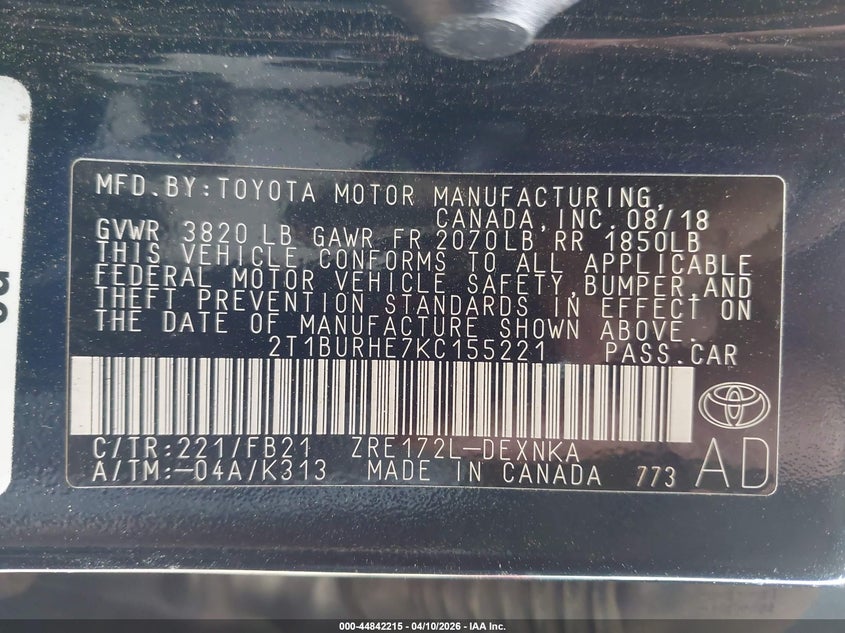 MFD.BY:TOYOTA MOTOR MANUFACTURING,
CANADA,INC.08/18
GVWR 3820 LB GAWR FR 2070LB RR 1850LB
THIS VEHICLE CONFORMS TO ALL APPLICABLE
FEDERAL MOTOR VEHICLE SAFETY,BUMPER,AND
THEFT PREVENTION STANDARDS IN EFFECT ON
THE DATE OF MANUFACTURE SHOWN ABOVE.
2T1BURHE7KC155221 PASS.CAR
C/TR:221/FB21 ZRE172L-DEXNKA
A/TM:-04A/K313 MADE IN CANADA 773
AD
000-44842215 - 04/10/2026 - IAA Inc.